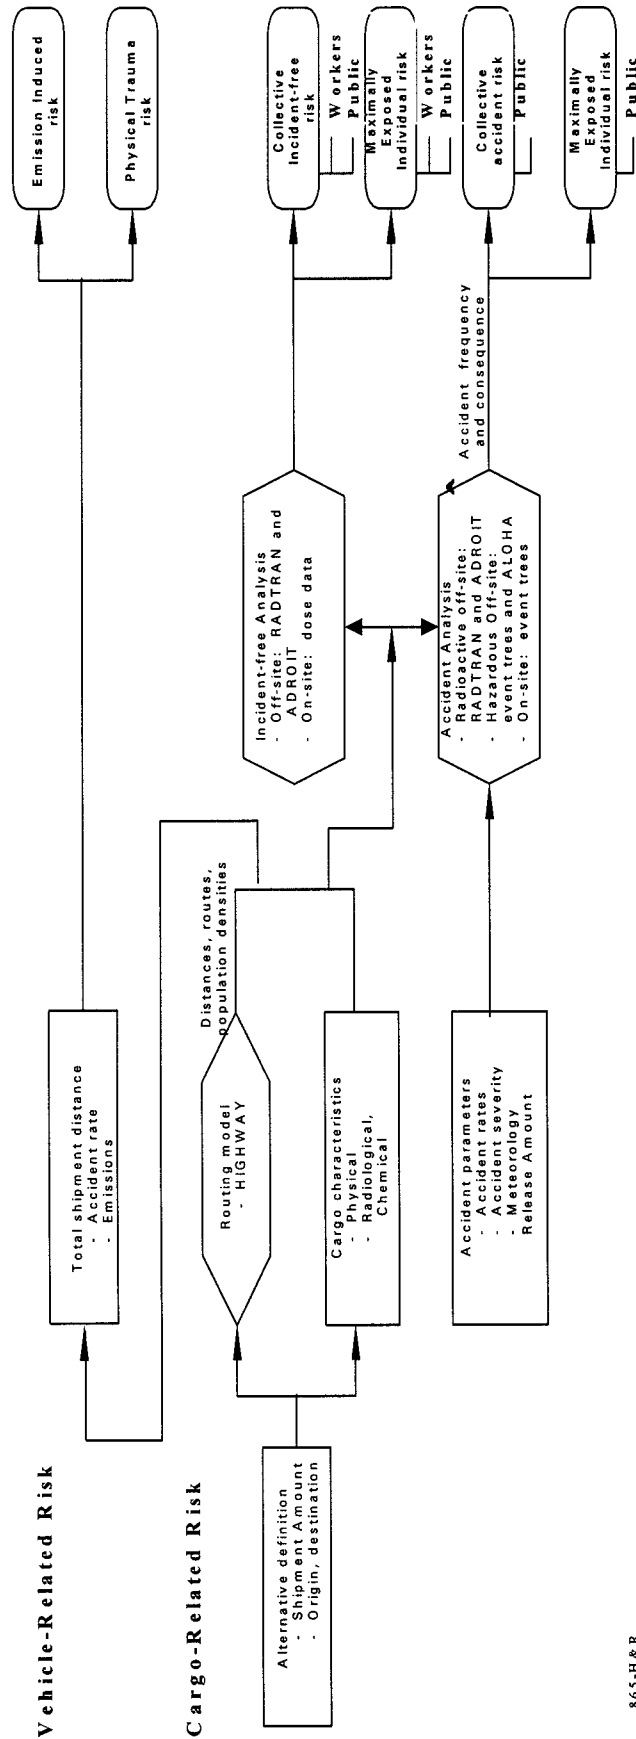 Vehicle-Related Risk
Total shipment distance
- Accident rate
- Emissions
Emission Induced
risk
Physical Trauma
risk
Cargo-Related Risk
Alternative definition
- Shipment Amount
- Origin, destination
Routing model
- HIGHWAY
Distances, routes,
population densities
Cargo characteristics
- Physical
- Radiological,
Chemical
Accident parameters
- Accident rates
- Accident severity
- Meteorology
Release Amount
Incident-free Analysis
- Off-site: RADTRAN and
ADROIT
- On-site: dose data
Accident Analysis
- Radioactive off-site:
RADTRAN and ADROIT
- Hazardous Off-site:
event trees and ALOHA
- On-site: event trees
Accident frequency
and consequence
Collective
Incident-free
risk
Workers
Public
Maximally
Exposed
Individual risk
Workers
Public
Collective
accident risk
Public
Maximally
Exposed
Individual risk
Public
865-H&R